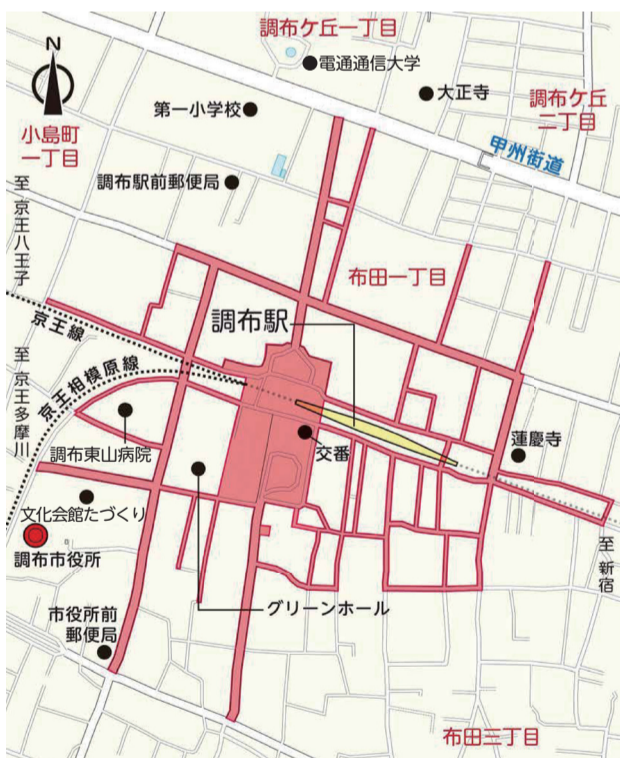 調布ケ丘一丁目
N
電通通信大学
大正寺
調布ケ丘
二丁目
第一小学校
小島町
一丁目
甲州街道
調布駅前郵便局
至 京王八王子
布田一丁目
調布駅
京王線
至 京王多摩川
京王相模原線
交番
蓮慶寺
調布東山病院
文化会館たづくり
調布市役所
至 新宿
グリーンホール
市役所前
郵便局
布田三丁目